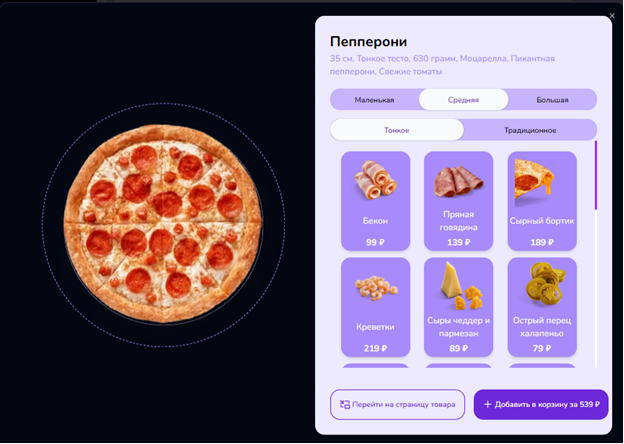 Пепперони
35 см, Тонкое тесто, 630 грамм, Моцарелла, Пикантная
пепперони, Свежие томаты
Маленькая
Средняя
Большая
Тонкое
Традиционное
Бекон
99 ₽
Пряная
говядина
139 ₽
Сырный бортик
189 ₽
Креветки
219 ₽
Сыры чеддер и
пармезан
89 ₽
Острый перец
халапеньо
79 ₽
Перейти на страницу товара
Добавить в корзину за 539 ₽